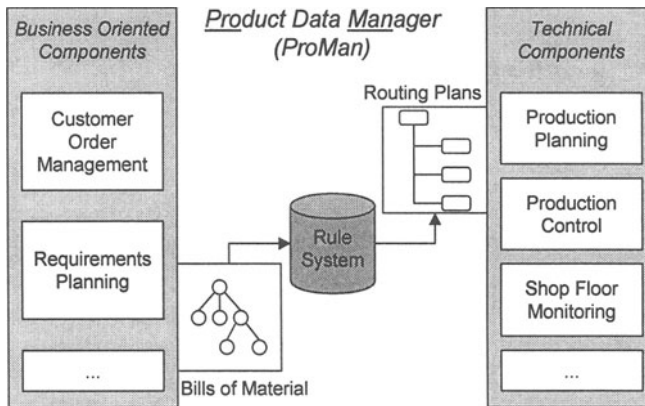 Business Oriented
Components
Customer
Order
Management
Requirements
Planning
...
Product Data Manager
(ProMan)
Bills of Material
Rule
System
Routing Plans
Technical
Components
Production
Planning
Production
Control
Shop Floor
Monitoring
...